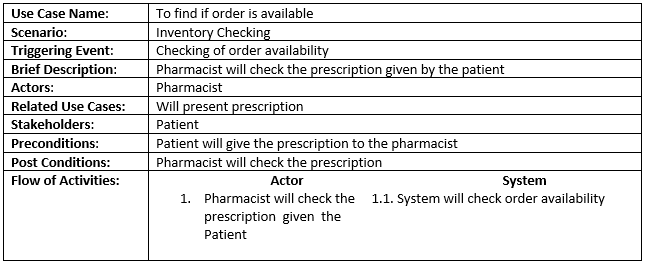 Use Case Name: To find if order is available
Scenario: Inventory Checking
Triggering Event: Checking of order availability
Brief Description: Pharmacist will check the prescription given by the patient
Actors: Pharmacist
Related Use Cases: Will present prescription
Stakeholders: Patient
Preconditions: Patient will give the prescription to the pharmacist
Post Conditions: Pharmacist will check the prescription
Flow of Activities: Actor System
1. Pharmacist will check the 1.1. System will check order availability
prescription given the
Patient